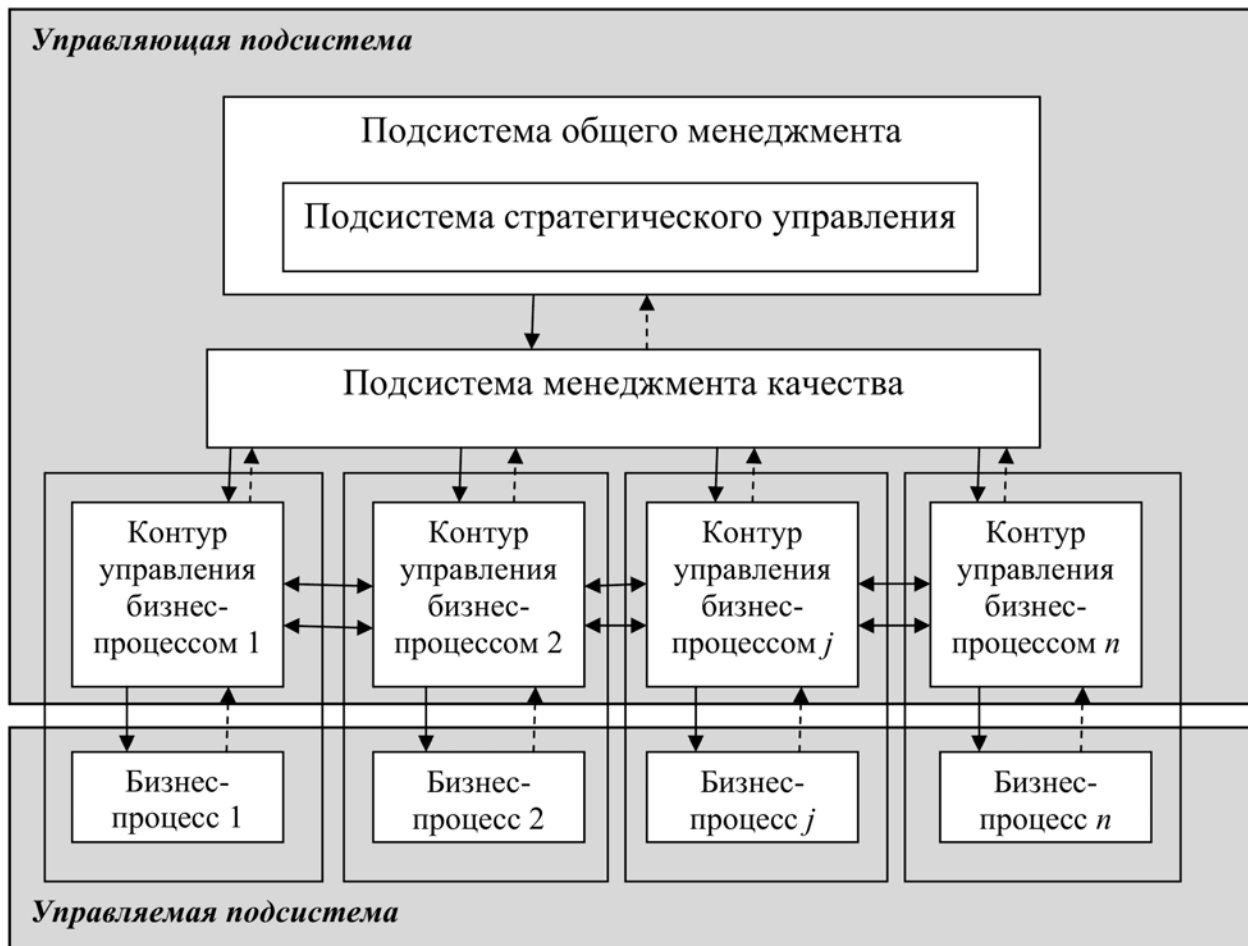 Управляющая подсистема
Подсистема общего менеджмента
Подсистема стратегического управления
Подсистема менеджмента качества
Контур
управления
бизнес-
процессом 1
Контур
управления
бизнес-
процессом 2
Контур
управления
бизнес-
процессом j
Контур
управления
бизнес-
процессом n
Бизнес-
процесс 1
Бизнес-
процесс 2
Бизнес-
процесс j
Бизнес-
процесс n
Управляемая подсистема